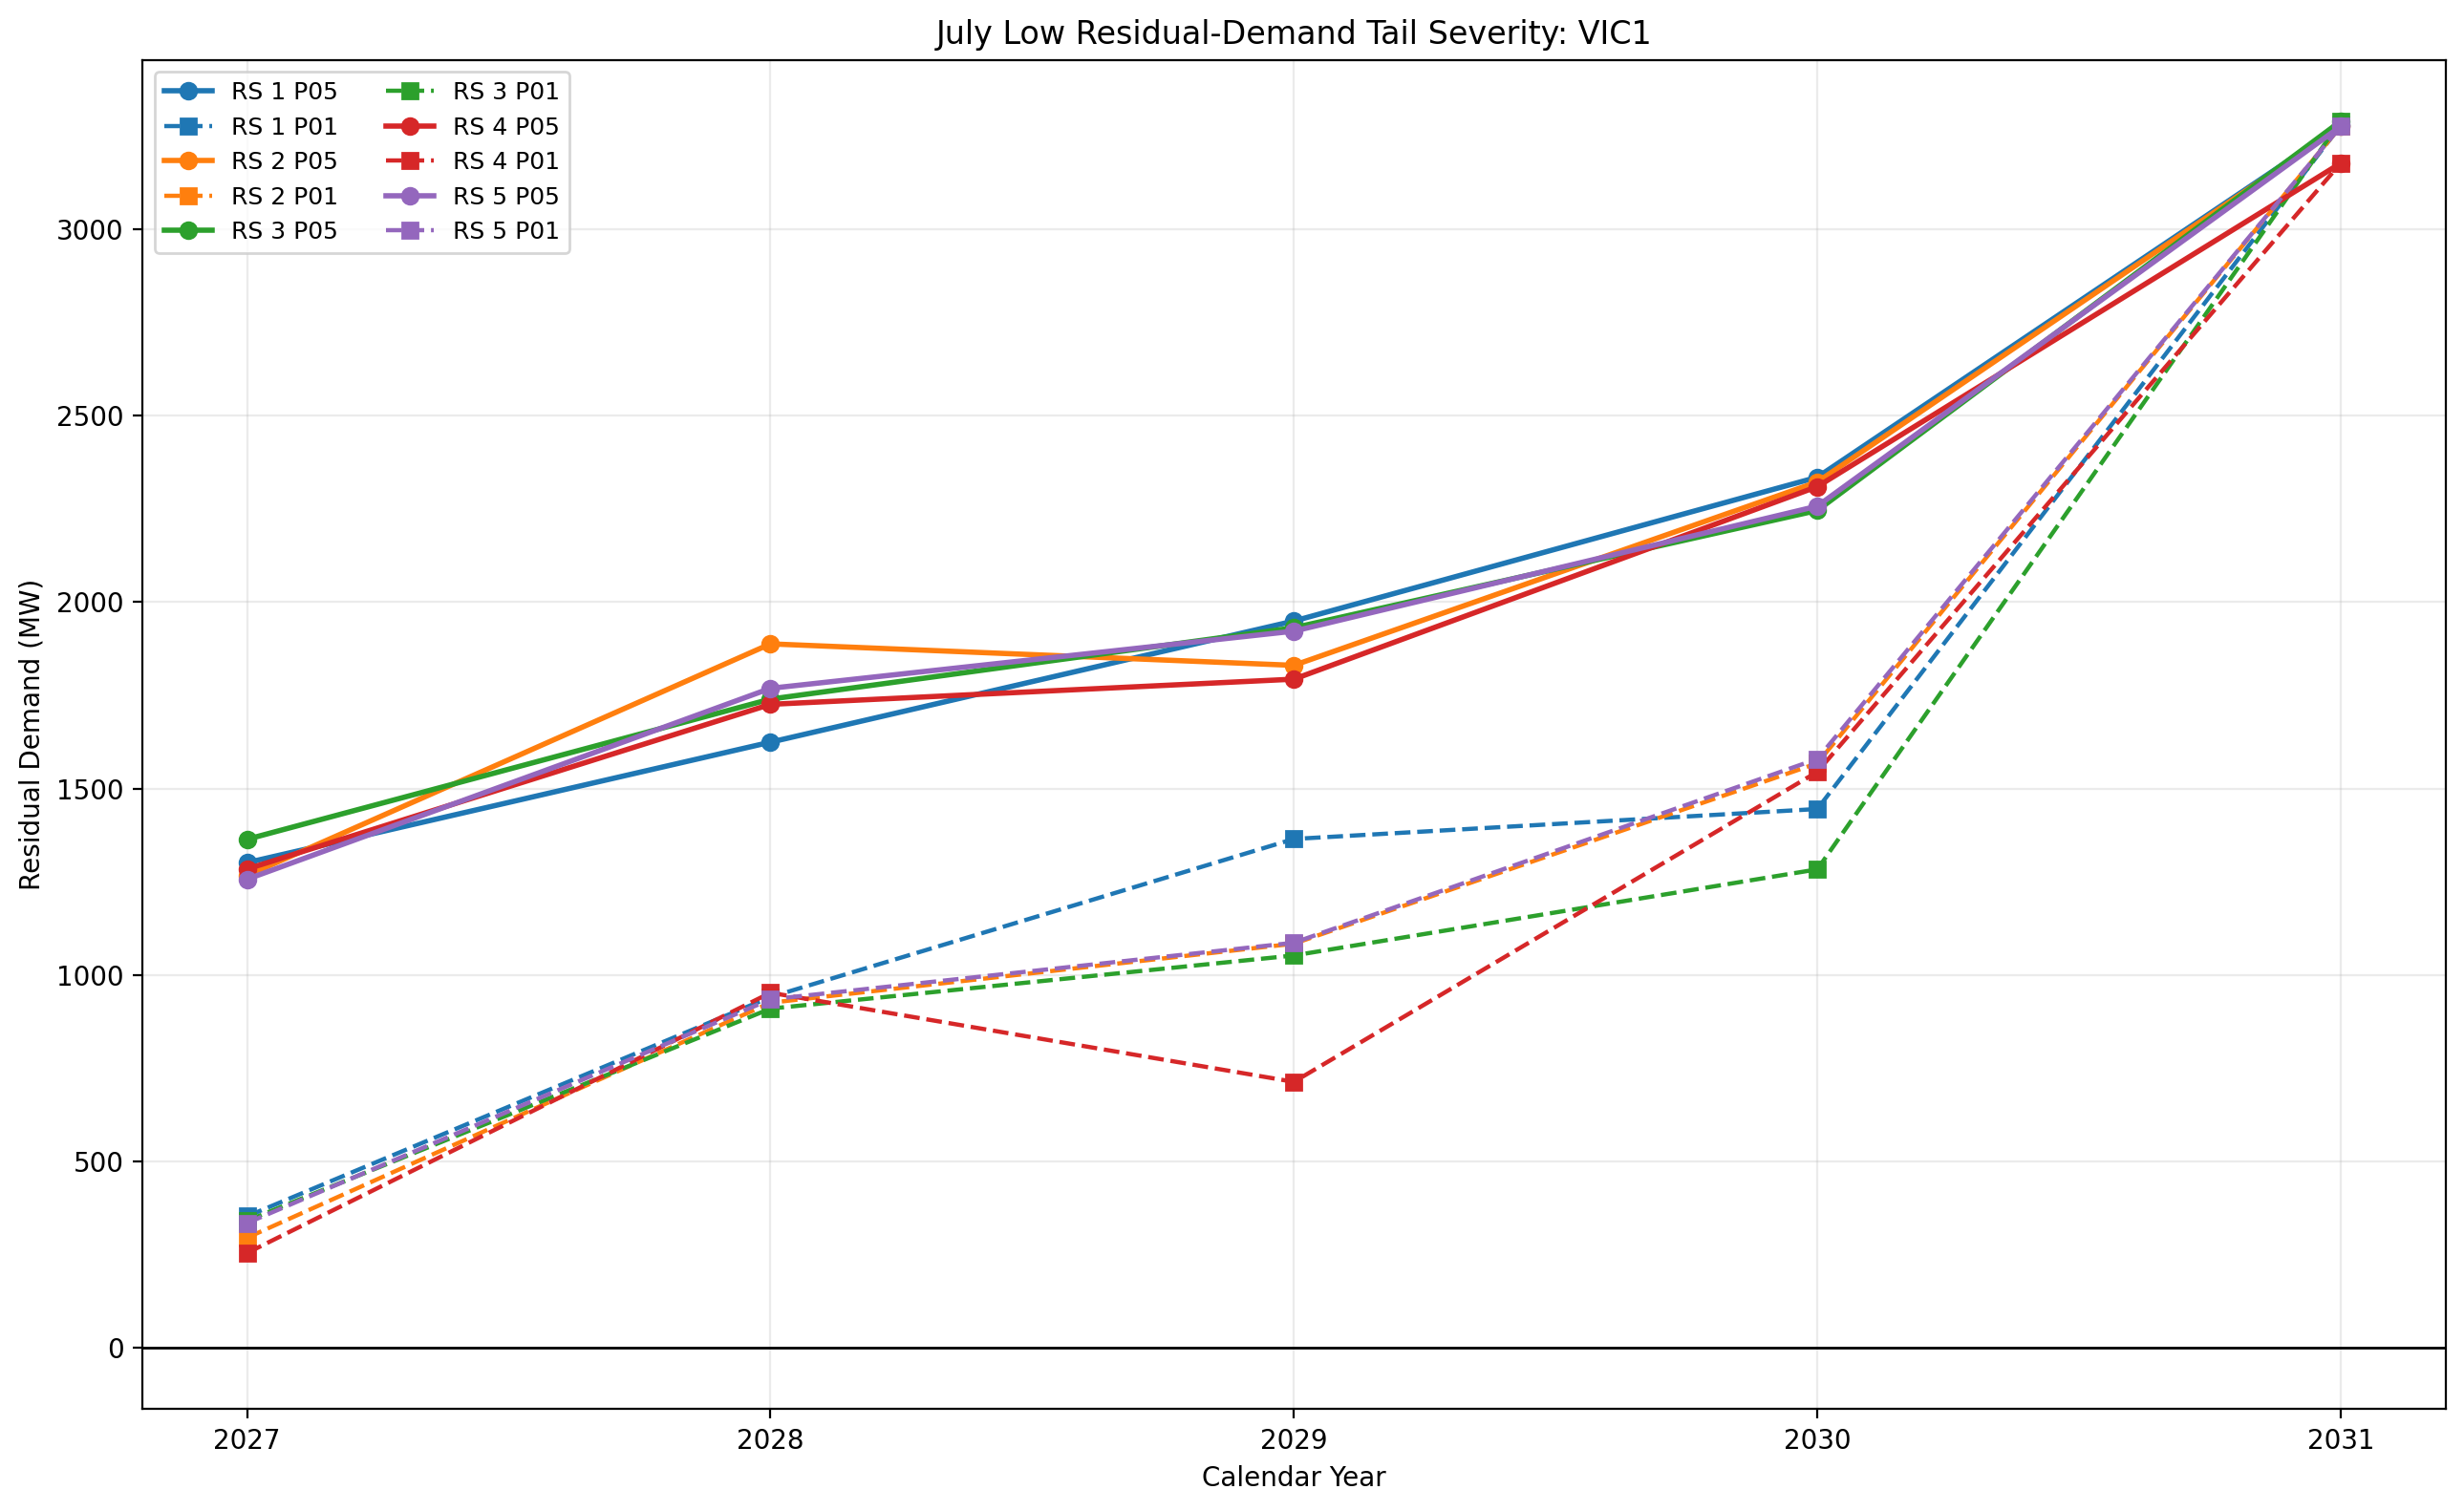 July Low Residual-Demand Tail Severity: VIC1
RS 1 P05
RS 1 P01
RS 2 P05
RS 2 P01
RS 3 P05
RS 3 P01
RS 4 P05
RS 4 P01
RS 5 P05
RS 5 P01
Residual Demand (MW)
3000
2500
2000
1500
1000
500
0
2027 2028 2029 2030 2031
Calendar Year